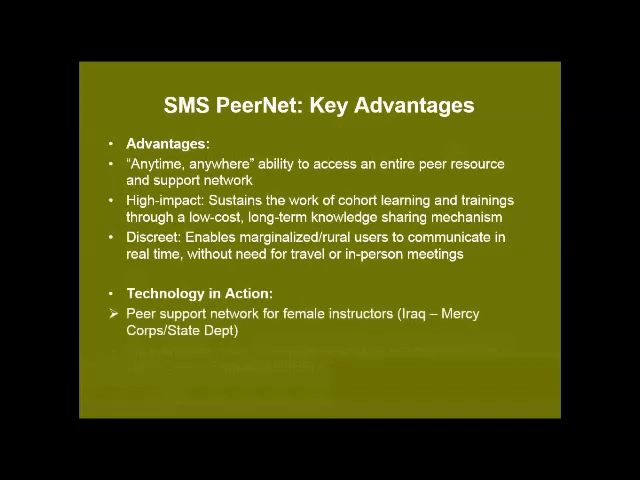 SMS PeerNet: Key Advantages
• Advantages:
• “Anytime, anywhere” ability to access an entire peer resource
and support network
• High-impact: Sustains the work of cohort learning and trainings
through a low-cost, long-term knowledge sharing mechanism
• Discreet: Enables marginalized/rural users to communicate in
real time, without need for travel or in-person meetings
• Technology in Action:
➢ Peer support network for female instructors (Iraq – Mercy
Corps/State Dept)